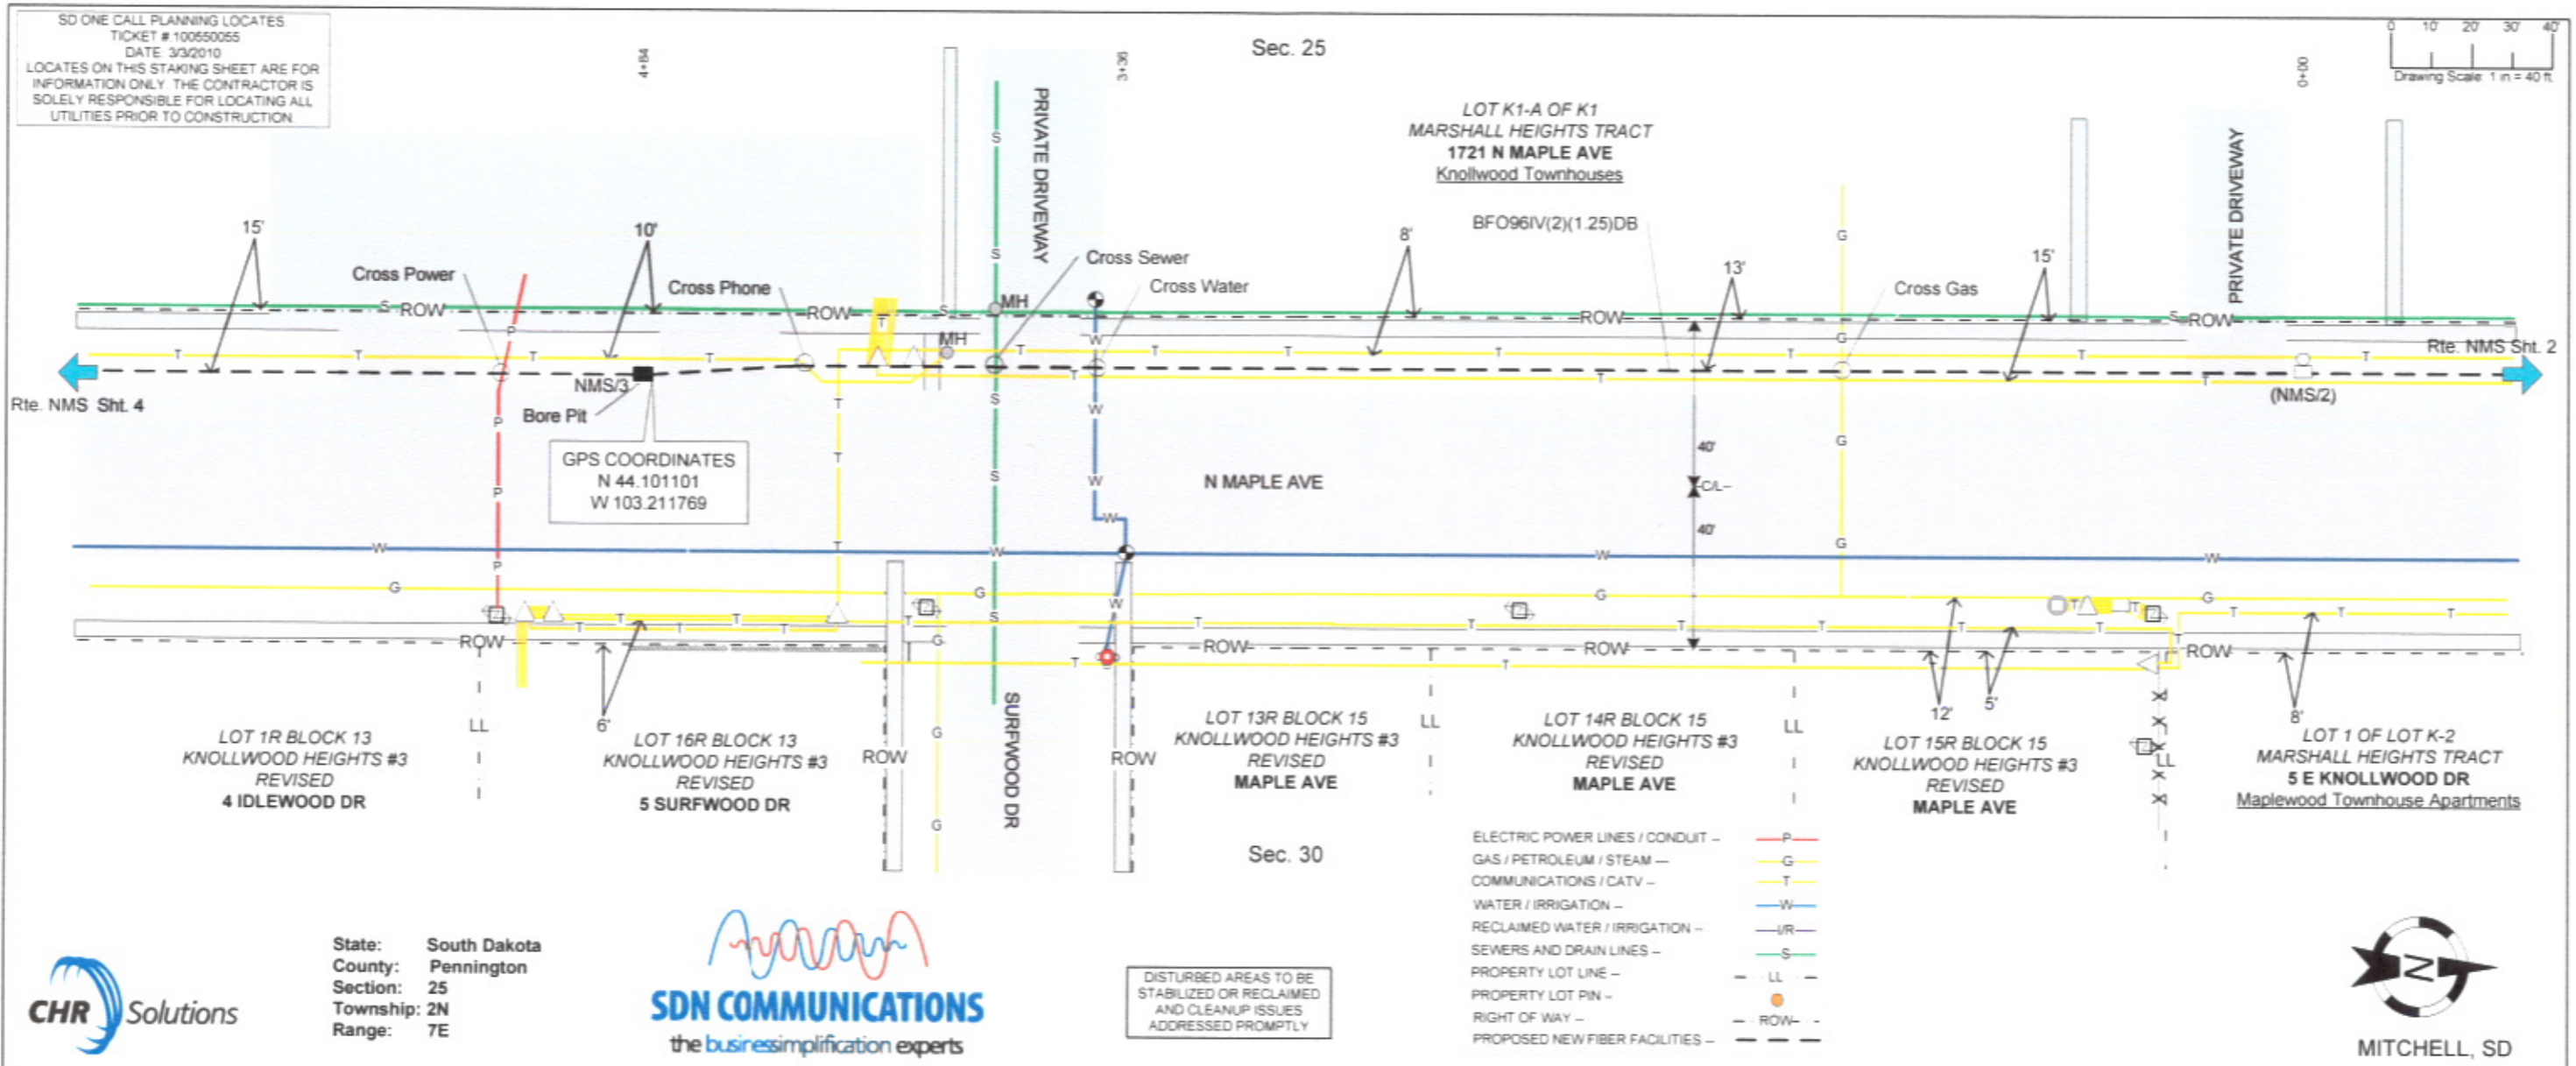 SD ONE CALL PLANNING LOCATES
TICKET # 100550055
DATE: 3/3/2010
LOCATES ON THIS STAKING SHEET ARE FOR
INFORMATION ONLY. THE CONTRACTOR IS
SOLELY RESPONSIBLE FOR LOCATING ALL
UTILITIES PRIOR TO CONSTRUCTION.
4+84
3+36
0+00
Sec. 25
0 10' 20' 30' 40'
Drawing Scale: 1 in = 40 ft.
PRIVATE DRIVEWAY
LOT K1-A OF K1
MARSHALL HEIGHTS TRACT
1721 N MAPLE AVE
Knollwood Townhouses
BFO96IV(2)(1.25)DB
PRIVATE DRIVEWAY
15'
10'
8'
13'
15'
Cross Power
Cross Phone
Cross Sewer
Cross Water
Cross Gas
S ROW
ROW
S
MH
ROW
S ROW
MH
Rte. NMS Sht. 4
NMS/3
Bore Pit
Rte. NMS Sht. 2
(NMS/2)
GPS COORDINATES
N 44.101101
W 103.211769
N MAPLE AVE
40'
C/L
40'
ROW
ROW
ROW
ROW
6'
12'
5'
8'
LL
LL
LL
LL
ROW
ROW
SURFWOOD DR
LOT 1R BLOCK 13
KNOLLWOOD HEIGHTS #3
REVISED
4 IDLEWOOD DR
LOT 16R BLOCK 13
KNOLLWOOD HEIGHTS #3
REVISED
5 SURFWOOD DR
LOT 13R BLOCK 15
KNOLLWOOD HEIGHTS #3
REVISED
MAPLE AVE
LOT 14R BLOCK 15
KNOLLWOOD HEIGHTS #3
REVISED
MAPLE AVE
LOT 15R BLOCK 15
KNOLLWOOD HEIGHTS #3
REVISED
MAPLE AVE
LOT 1 OF LOT K-2
MARSHALL HEIGHTS TRACT
5 E KNOLLWOOD DR
Maplewood Townhouse Apartments
Sec. 30
ELECTRIC POWER LINES / CONDUIT -- P
GAS / PETROLEUM / STEAM -- G
COMMUNICATIONS / CATV -- T
WATER / IRRIGATION -- W
RECLAIMED WATER / IRRIGATION -- I/R
SEWERS AND DRAIN LINES -- S
PROPERTY LOT LINE -- LL
PROPERTY LOT PIN --
RIGHT OF WAY -- ROW
PROPOSED NEW FIBER FACILITIES --
CHR Solutions
State: South Dakota
County: Pennington
Section: 25
Township: 2N
Range: 7E
SDN COMMUNICATIONS
the businessimplification experts
DISTURBED AREAS TO BE
STABILIZED OR RECLAIMED
AND CLEANUP ISSUES
ADDRESSED PROMPTLY
N
MITCHELL, SD